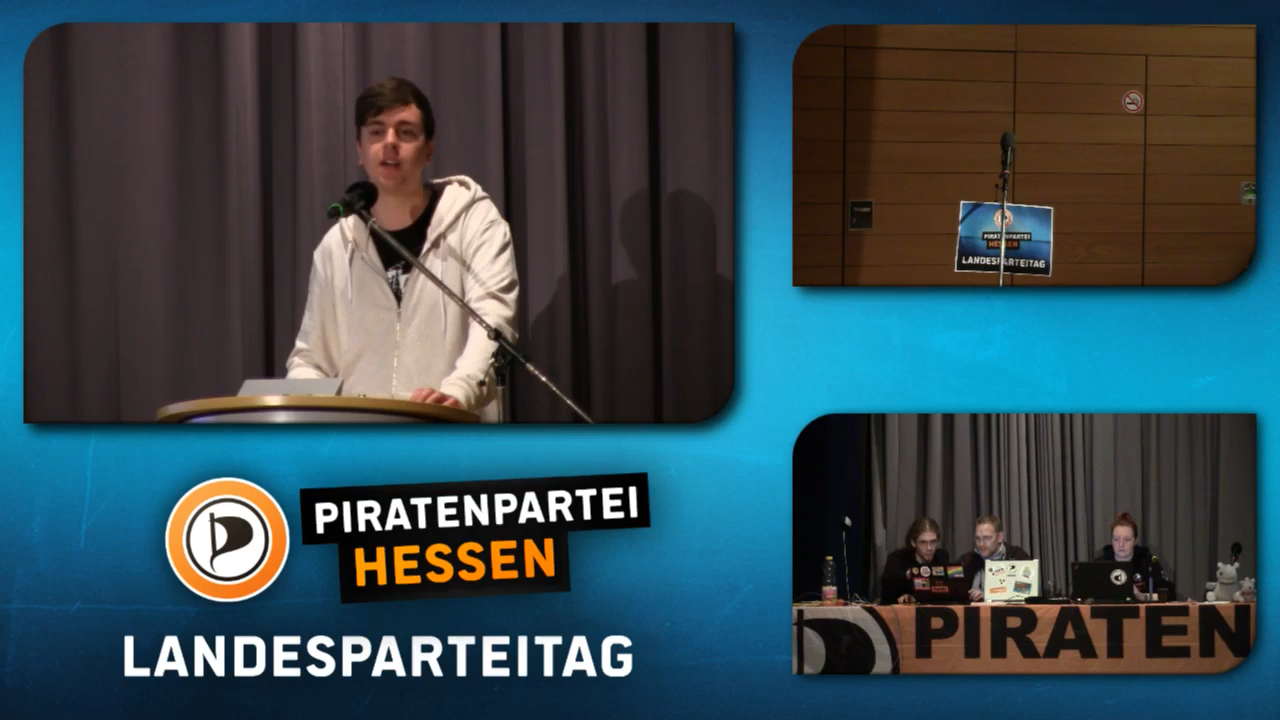 PIRATENPARTEI
HESSEN
LANDESPARTEITAG
PIRATENPARTEI
HESSEN
LANDESPARTEITAG
PIRATEN